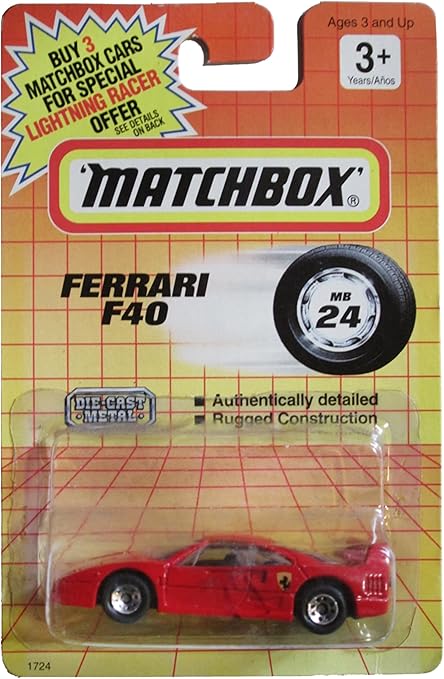 BUY 3
MATCHBOX CARS
FOR SPECIAL
LIGHTNING RACER
OFFER
SEE DETAILS
ON BACK
Ages 3 and Up
3+
Years/Años
'MATCHBOX'®
FERRARI
F40
MB
24
DIE-CAST
METAL
■ Authentically detailed
■ Rugged Construction
1724